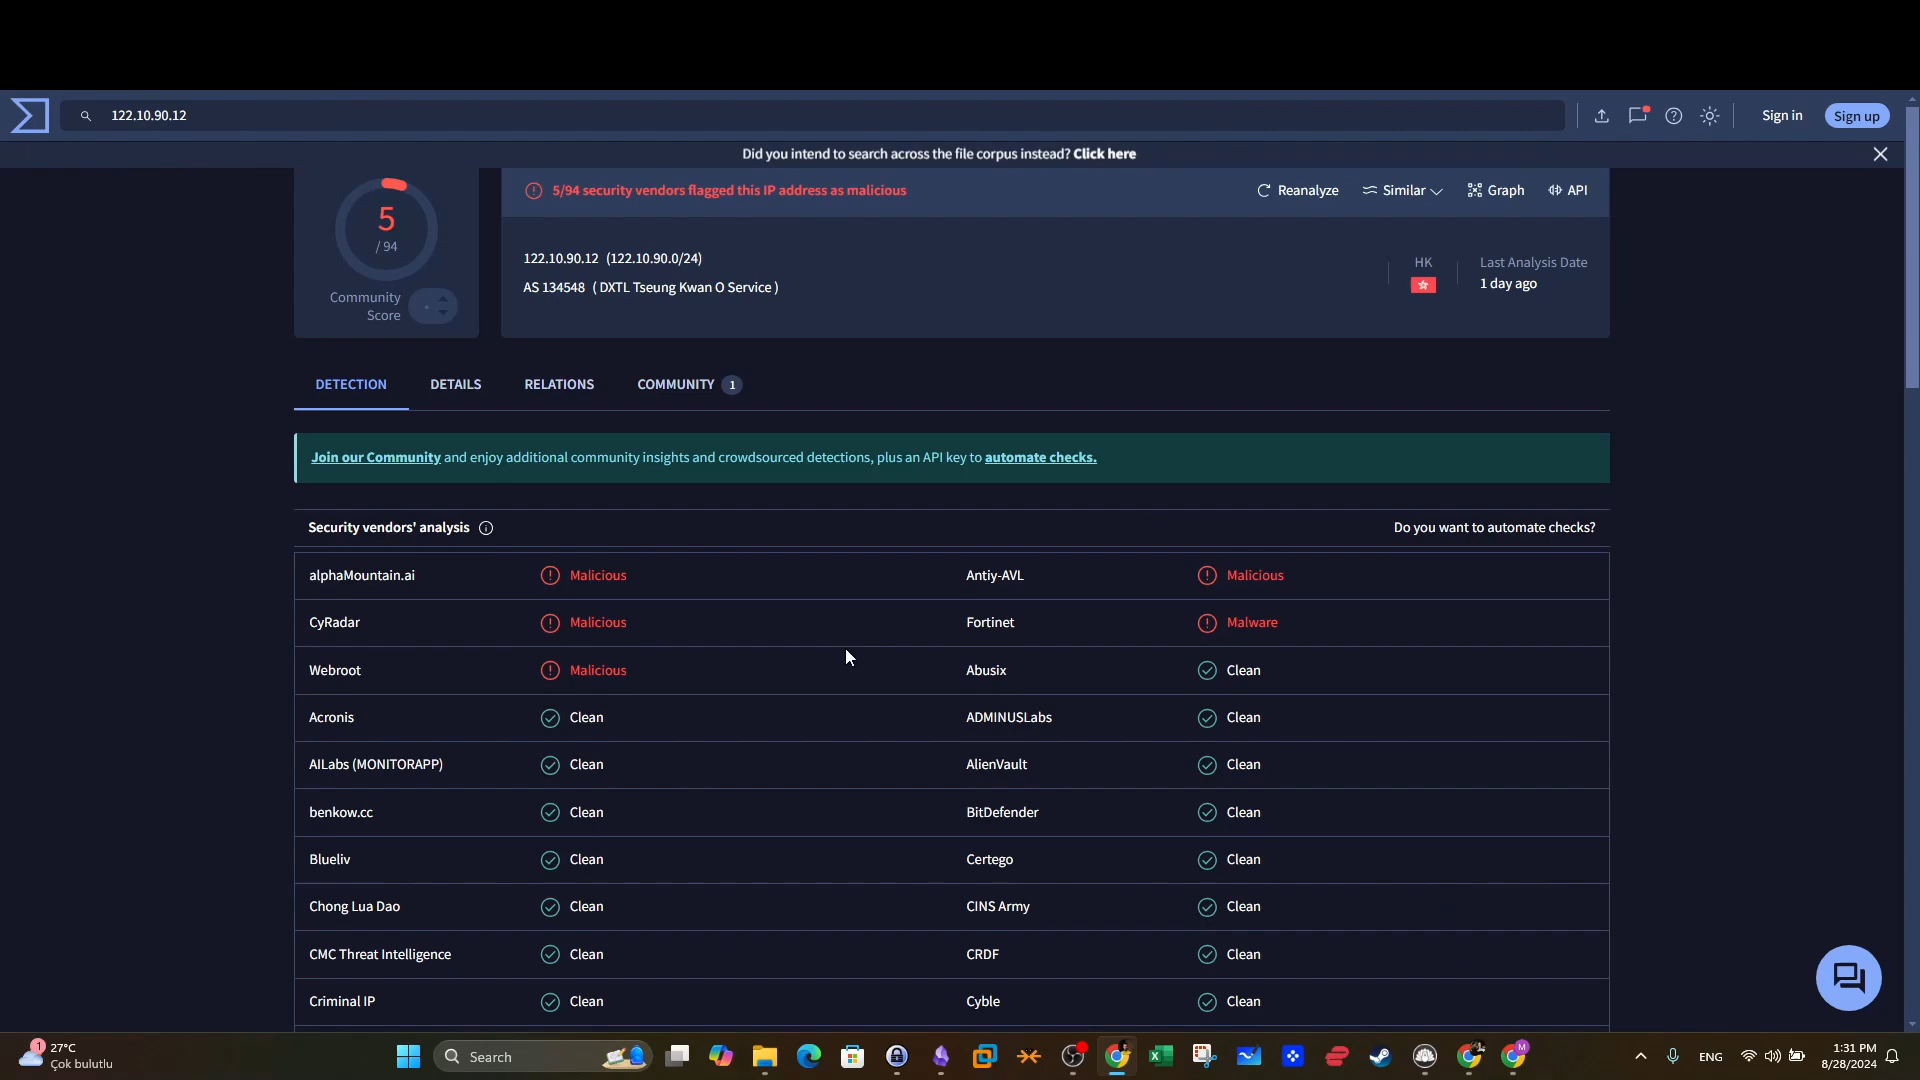 122.10.90.12
Sign in
Sign up
Did you intend to search across the file corpus instead? Click here
5
/ 94
Community
Score
5/94 security vendors flagged this IP address as malicious
Reanalyze
Similar
Graph
API
122.10.90.12 (122.10.90.0/24)
AS 134548 ( DXTL Tseung Kwan O Service )
HK
Last Analysis Date
1 day ago
DETECTION
DETAILS
RELATIONS
COMMUNITY 1
Join our Community and enjoy additional community insights and crowdsourced detections, plus an API key to automate checks.
Security vendors' analysis
Do you want to automate checks?
alphaMountain.ai Malicious Antiy-AVL Malicious
CyRadar Malicious Fortinet Malware
Webroot Malicious Abusix Clean
Acronis Clean ADMINUSLabs Clean
AILabs (MONITORAPP) Clean AlienVault Clean
benkow.cc Clean BitDefender Clean
Blueliv Clean Certego Clean
Chong Lua Dao Clean CINS Army Clean
CMC Threat Intelligence Clean CRDF Clean
Criminal IP Clean Cyble Clean
1
27°C
Çok bulutlu
Search
M
ENG
1:31 PM
8/28/2024